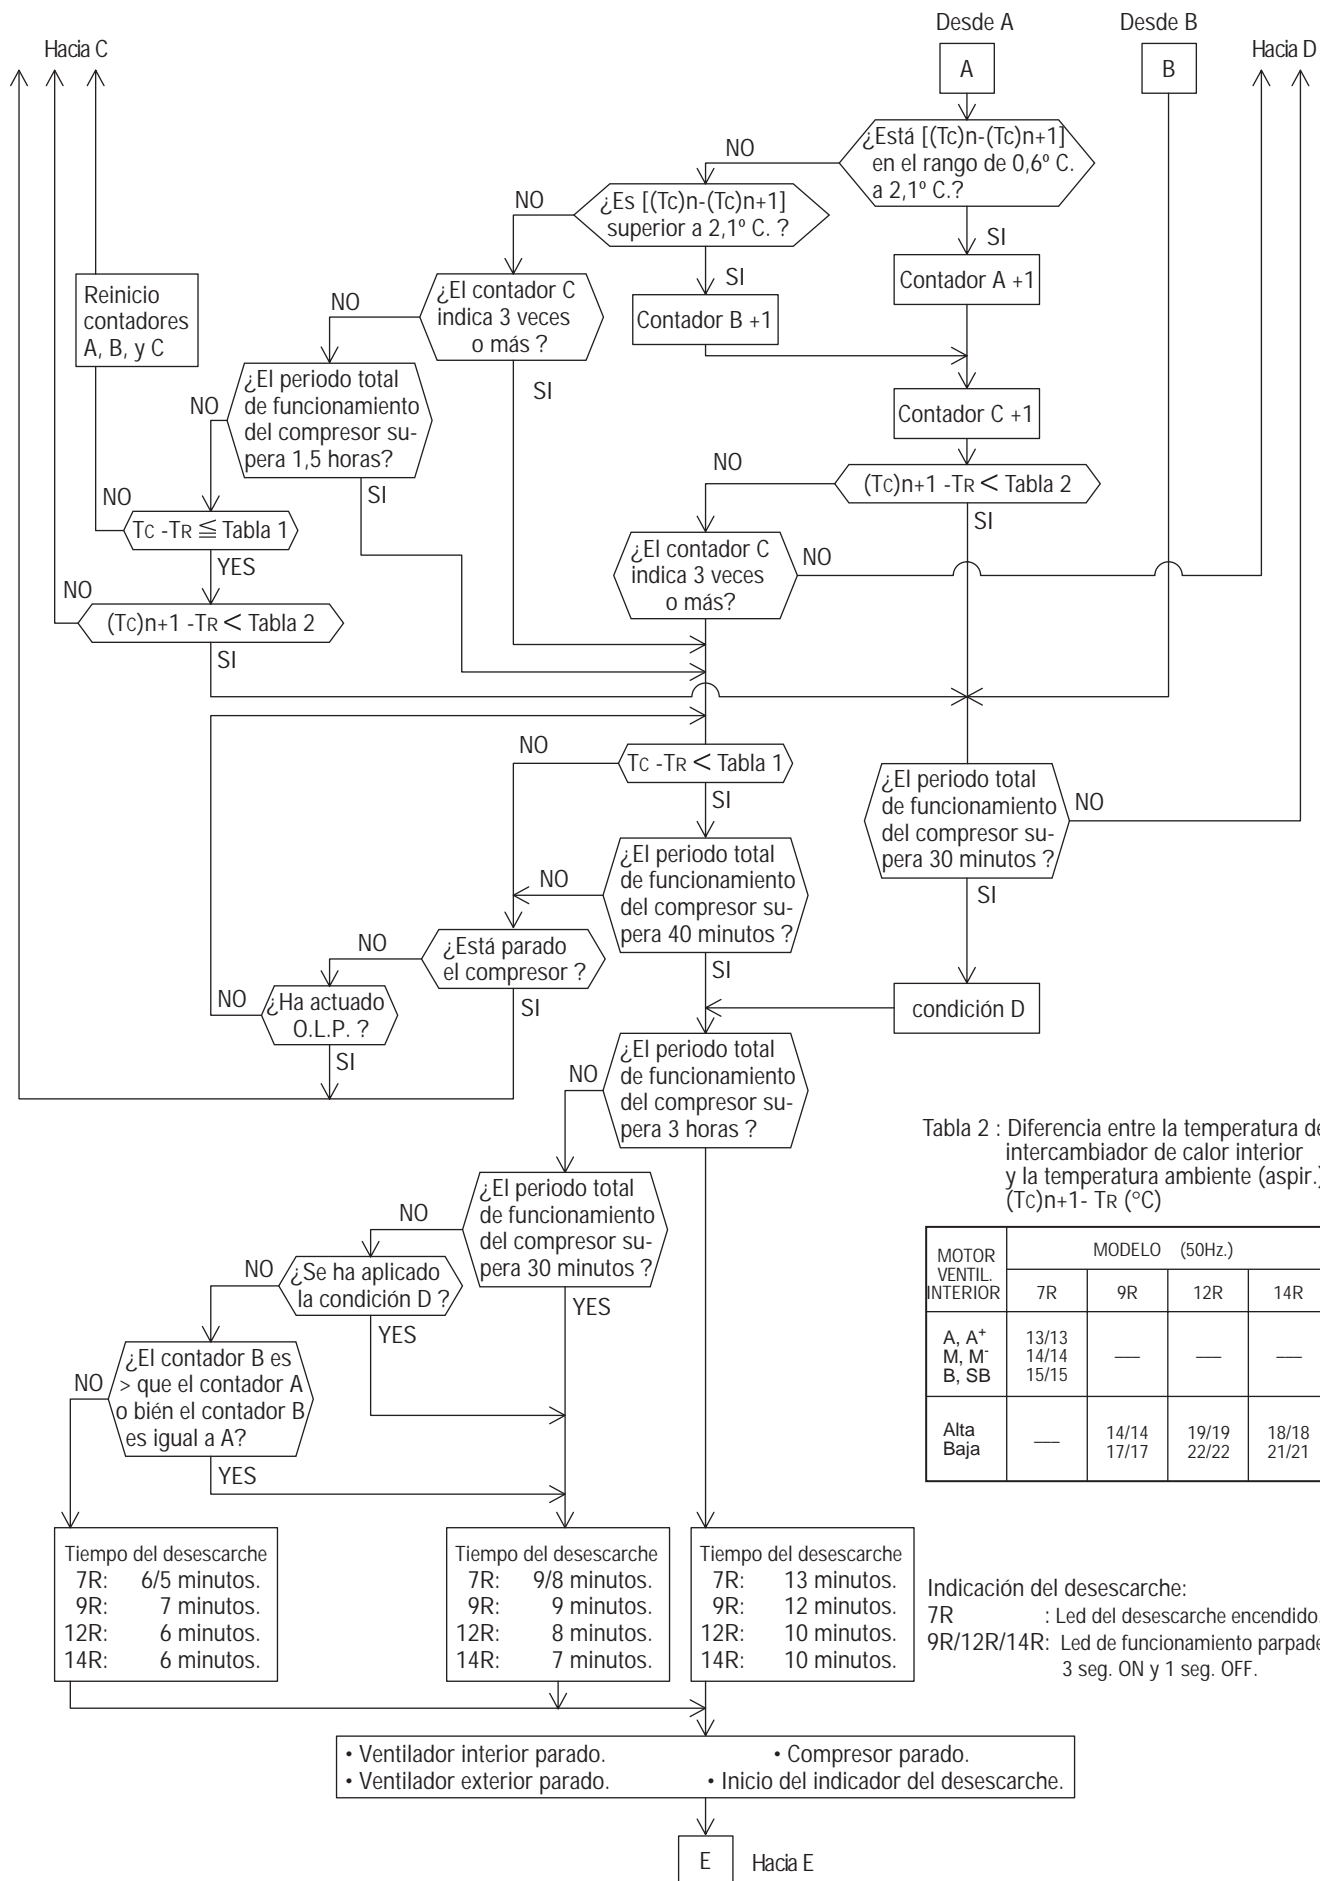 Hacia C
Desde A
Desde B
Hacia D
A
B
¿Está [(Tc)n-(Tc)n+1]
en el rango de 0,6º C.
a 2,1º C.?
NO
SI
¿Es [(Tc)n-(Tc)n+1]
superior a 2,1º C. ?
NO
SI
Contador A +1
Contador B +1
¿El contador C
indica 3 veces
o más ?
NO
SI
Reinicio
contadores
A, B, y C
¿El periodo total
de funcionamiento
del compresor su-
pera 1,5 horas?
NO
SI
Contador C +1
(Tc)n+1 -TR < Tabla 2
NO
SI
Tc -TR ≦ Tabla 1
NO
YES
¿El contador C
indica 3 veces
o más?
NO
(Tc)n+1 -TR < Tabla 2
NO
SI
Tc -TR < Tabla 1
NO
SI
¿El periodo total
de funcionamiento
del compresor su-
pera 30 minutos ?
NO
SI
¿El periodo total
de funcionamiento
del compresor su-
pera 40 minutos ?
NO
SI
¿Está parado
el compresor ?
NO
SI
¿Ha actuado
O.L.P. ?
NO
SI
condición D
¿El periodo total
de funcionamiento
del compresor su-
pera 3 horas ?
NO
¿El periodo total
de funcionamiento
del compresor su-
pera 30 minutos ?
NO
YES
¿Se ha aplicado
la condición D ?
NO
YES
¿El contador B es
> que el contador A
o bién el contador B
es igual a A?
NO
YES
Tabla 2 : Diferencia entre la temperatura de
intercambiador de calor interior
y la temperatura ambiente (aspir.)
(Tc)n+1- TR (°C)
MOTOR
VENTIL.
INTERIOR
MODELO (50Hz.)
7R 9R 12R 14R
A, A+ 13/13
M, M- 14/14 — — —
B, SB 15/15
Alta — 14/14 19/19 18/18
Baja 17/17 22/22 21/21
Tiempo del desescarche
7R: 6/5 minutos.
9R: 7 minutos.
12R: 6 minutos.
14R: 6 minutos.
Tiempo del desescarche
7R: 9/8 minutos.
9R: 9 minutos.
12R: 8 minutos.
14R: 7 minutos.
Tiempo del desescarche
7R: 13 minutos.
9R: 12 minutos.
12R: 10 minutos.
14R: 10 minutos.
Indicación del desescarche:
7R : Led del desescarche encendido.
9R/12R/14R: Led de funcionamiento parpade
3 seg. ON y 1 seg. OFF.
• Ventilador interior parado. • Compresor parado.
• Ventilador exterior parado. • Inicio del indicador del desescarche.
E Hacia E